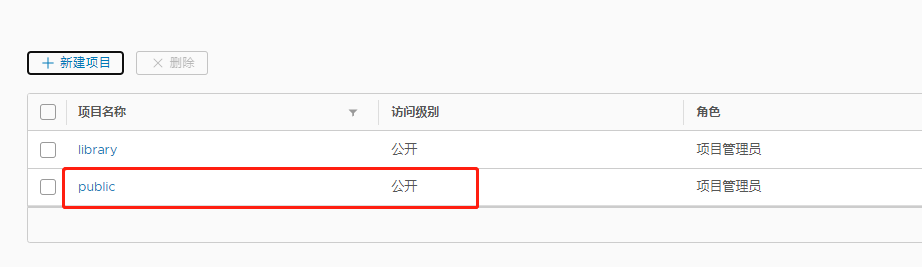 新建项目 删除
项目名称 访问级别 角色
library 公开 项目管理员
public 公开 项目管理员